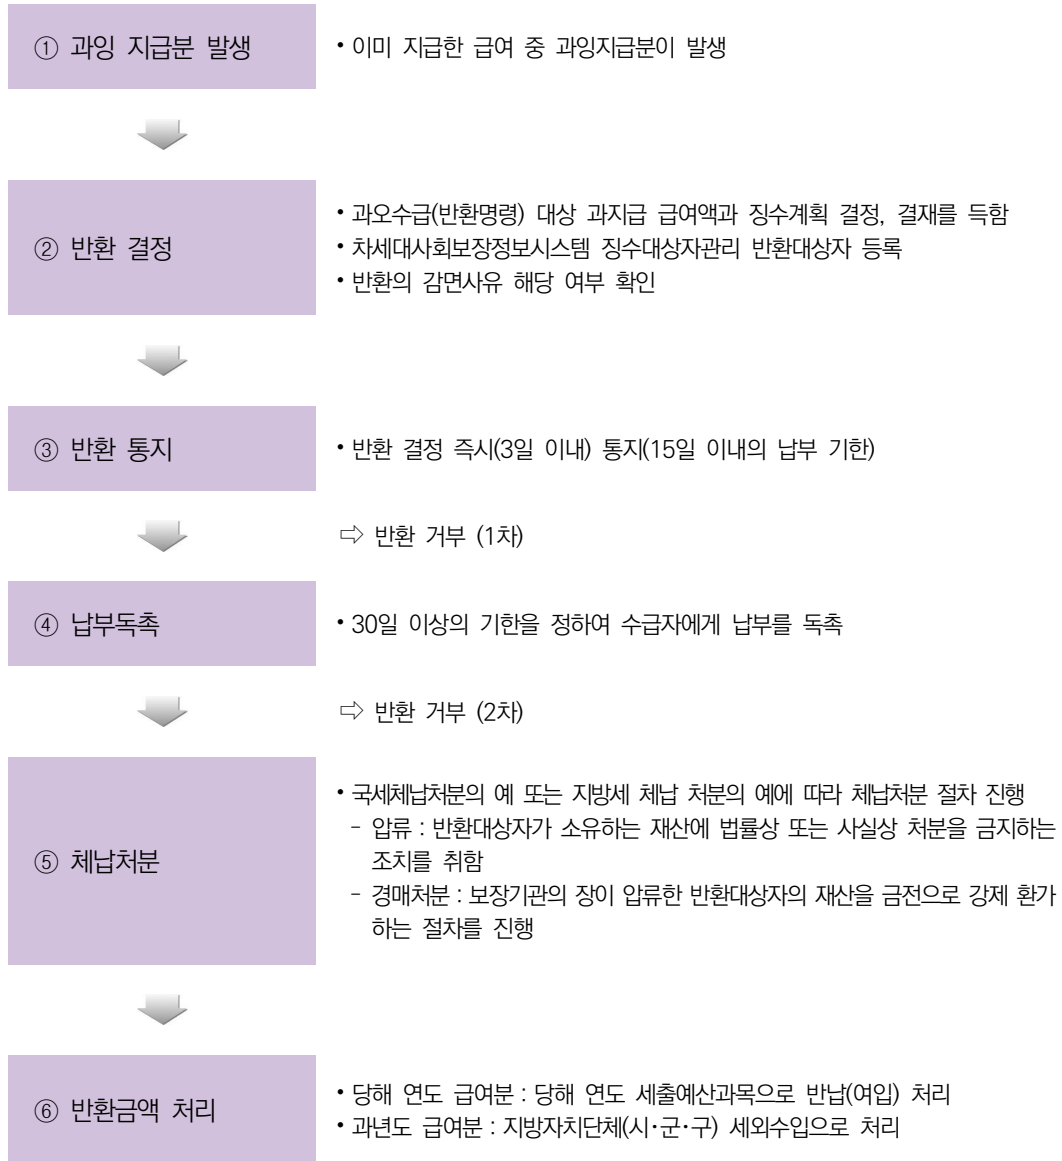 ① 과잉 지급분 발생
• 이미 지급한 급여 중 과잉지급분이 발생
② 반환 결정
• 과오수급(반환명령) 대상 과지급 급여액과 징수계획 결정, 결재를 득함
• 차세대사회보장정보시스템 징수대상자관리 반환대상자 등록
• 반환의 감면사유 해당 여부 확인
③ 반환 통지
• 반환 결정 즉시(3일 이내) 통지(15일 이내의 납부 기한)
⇨ 반환 거부 (1차)
④ 납부독촉
• 30일 이상의 기한을 정하여 수급자에게 납부를 독촉
⇨ 반환 거부 (2차)
⑤ 체납처분
• 국세체납처분의 예 또는 지방세 체납 처분의 예에 따라 체납처분 절차 진행
- 압류 : 반환대상자가 소유하는 재산에 법률상 또는 사실상 처분을 금지하는
조치를 취함
- 경매처분 : 보장기관의 장이 압류한 반환대상자의 재산을 금전으로 강제 환가
하는 절차를 진행
⑥ 반환금액 처리
• 당해 연도 급여분 : 당해 연도 세출예산과목으로 반납(여입) 처리
• 과년도 급여분 : 지방자치단체(시·군·구) 세외수입으로 처리